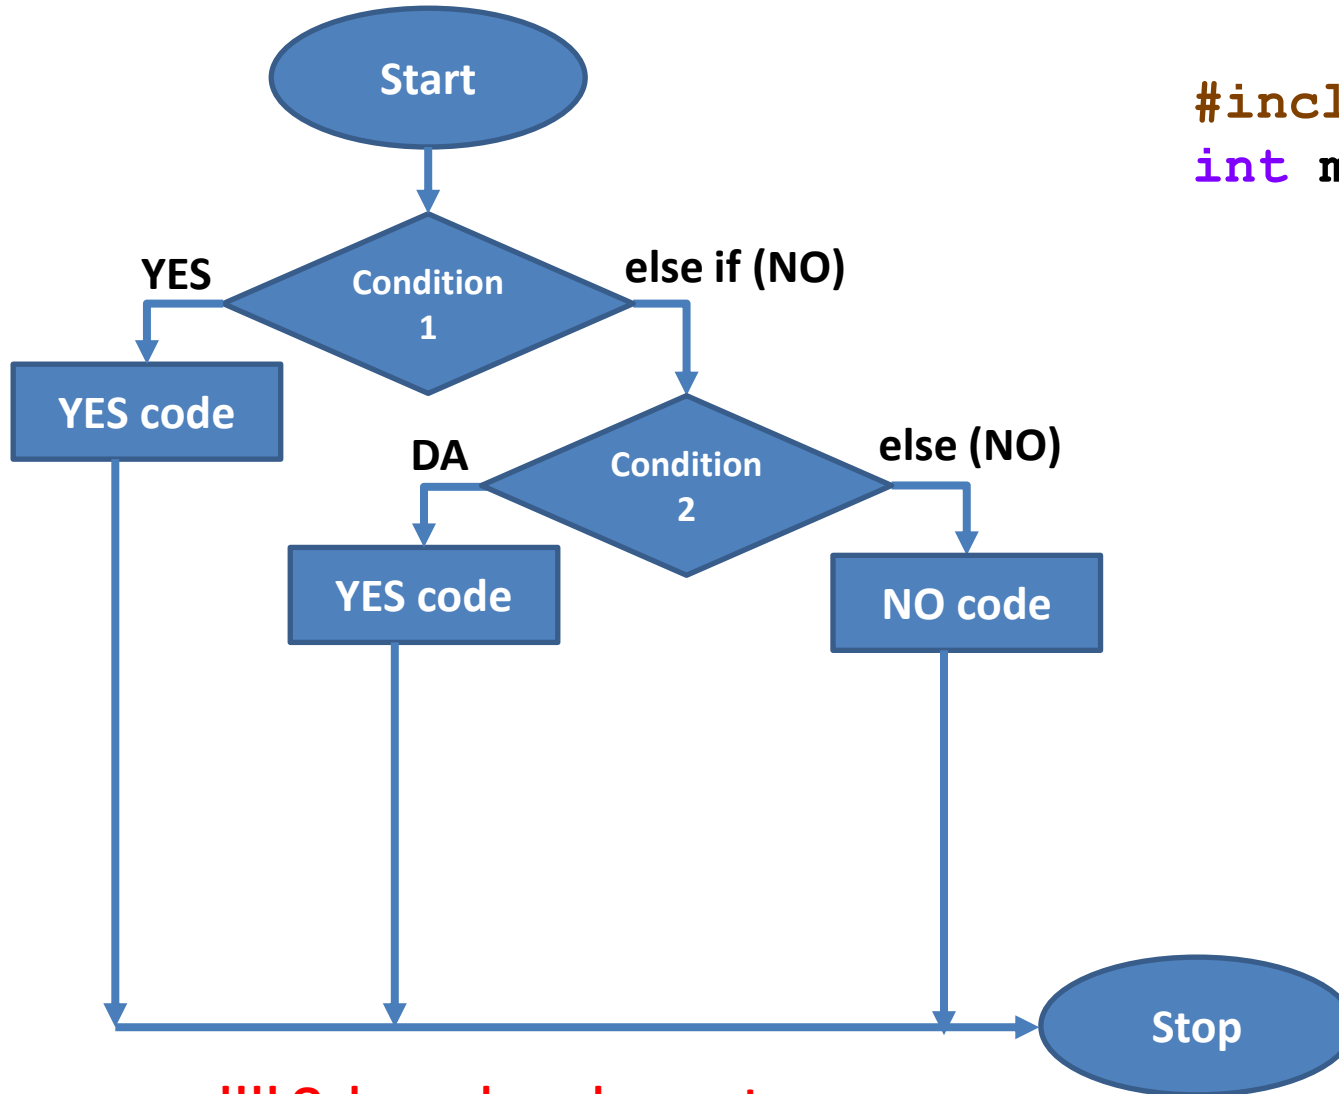 Start
#incl
int m
YES
Condition
1
else if (NO)
YES code
DA
Condition
2
else (NO)
YES code
NO code
Stop